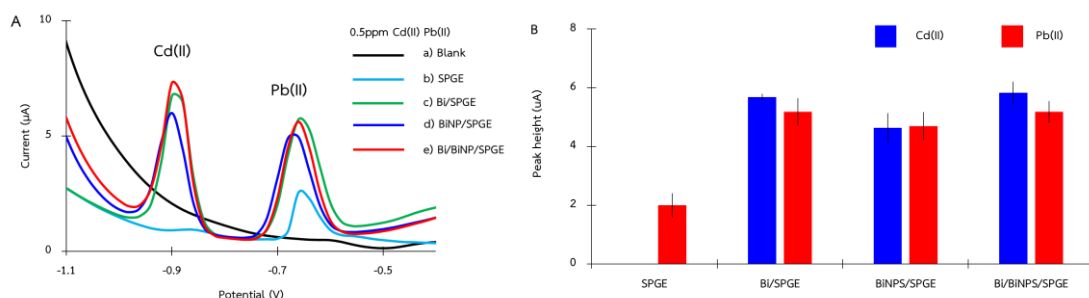 A
10
5
0
Current (μA)
-1.1
-0.9
-0.7
-0.5
Potential (V)
Cd(II)
Pb(II)
0.5ppm Cd(II) Pb(II)
a) Blank
b) SPGE
c) Bi/SPGE
d) BiNP/SPGE
e) Bi/BiNP/SPGE
B
8
6
4
2
0
Peak height (uA)
Cd(II)
Pb(II)
SPGE
Bi/SPGE
BiNPS/SPGE
Bi/BiNPS/SPGE